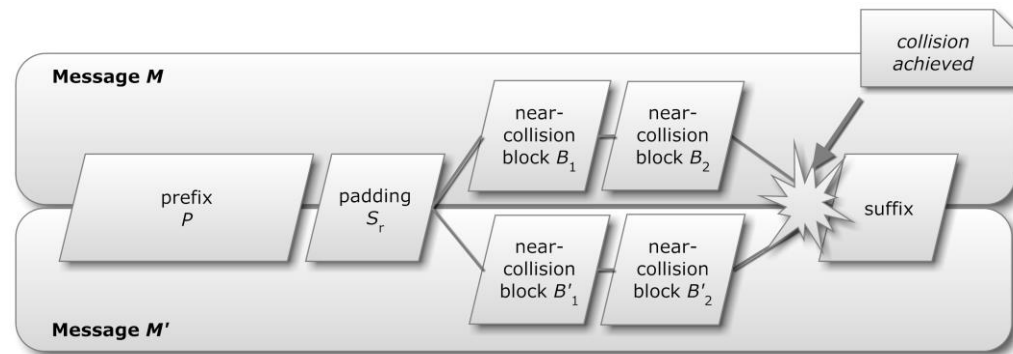 collision
achieved
Message M
near-
collision
block B₁
near-
collision
block B₂
prefix
P
padding
Sᵣ
suffix
near-
collision
block B'₁
near-
collision
block B'₂
Message M'